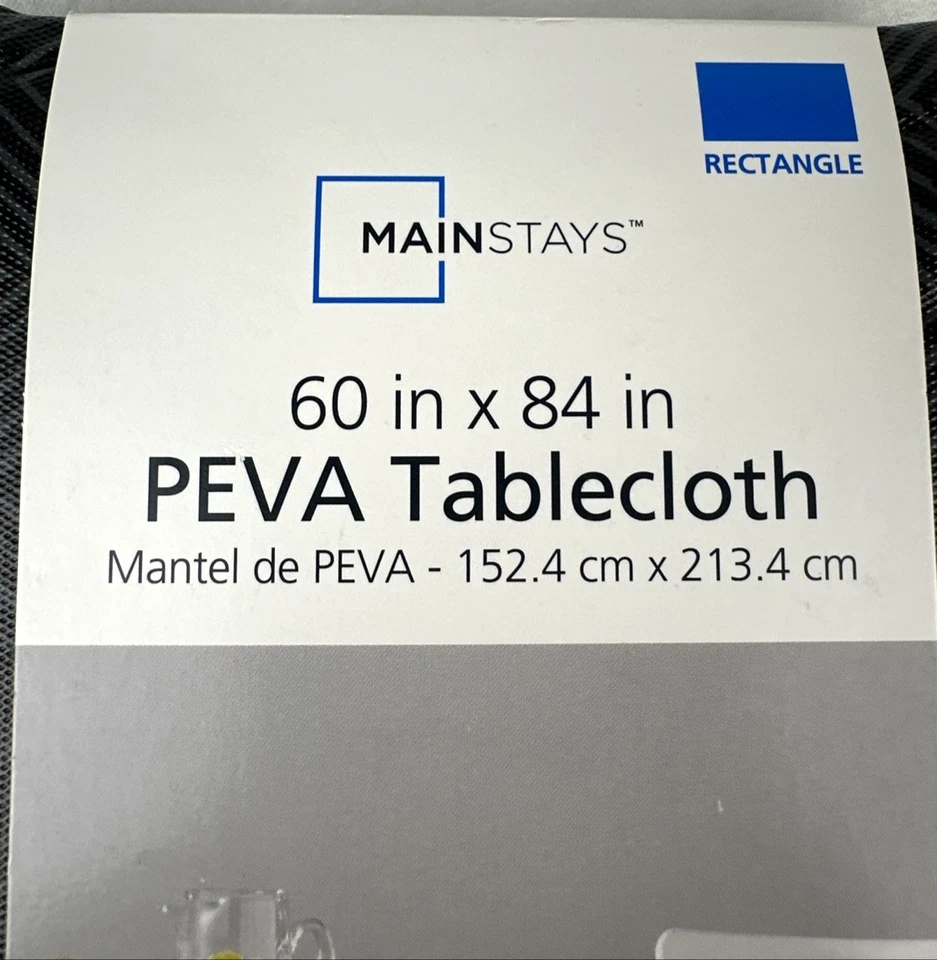 RECTANGLE
MAINSTAYS™
60 in x 84 in
PEVA Tablecloth
Mantel de PEVA - 152.4 cm x 213.4 cm